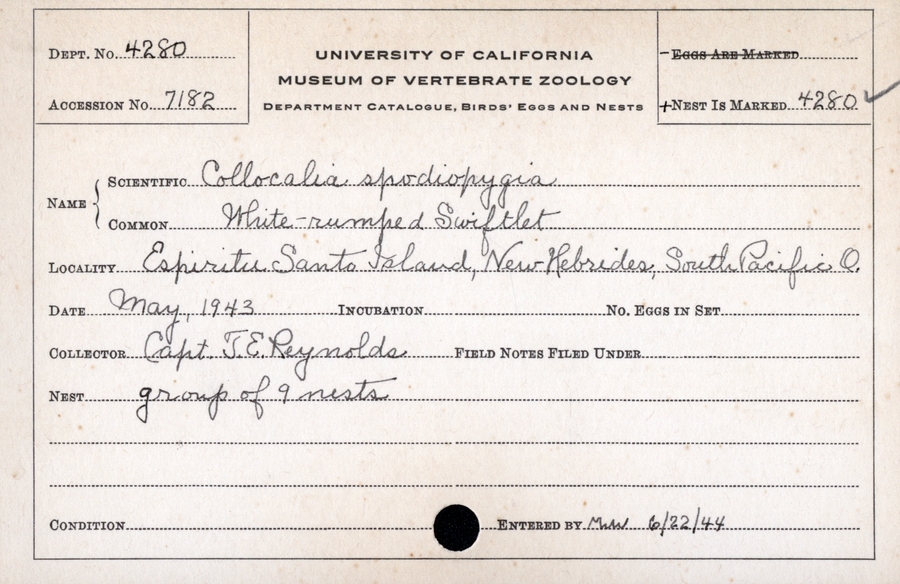 DEPT. NO. 4280
ACCESSION NO. 7182
UNIVERSITY OF CALIFORNIA
MUSEUM OF VERTEBRATE ZOOLOGY
DEPARTMENT CATALOGUE, BIRDS' EGGS AND NESTS
- EGGS ARE MARKED
+ NEST IS MARKED 4280 ✓
NAME
SCIENTIFIC Collocalia spodiopygia
COMMON White-rumped Swiftlet
LOCALITY Espiritu Santo Island, New Hebrides, South Pacific O.
DATE May, 1943 INCUBATION NO. EGGS IN SET
COLLECTOR Capt. T.E. Reynolds FIELD NOTES FILED UNDER
NEST group of 9 nests
CONDITION ENTERED BY 6/22/44